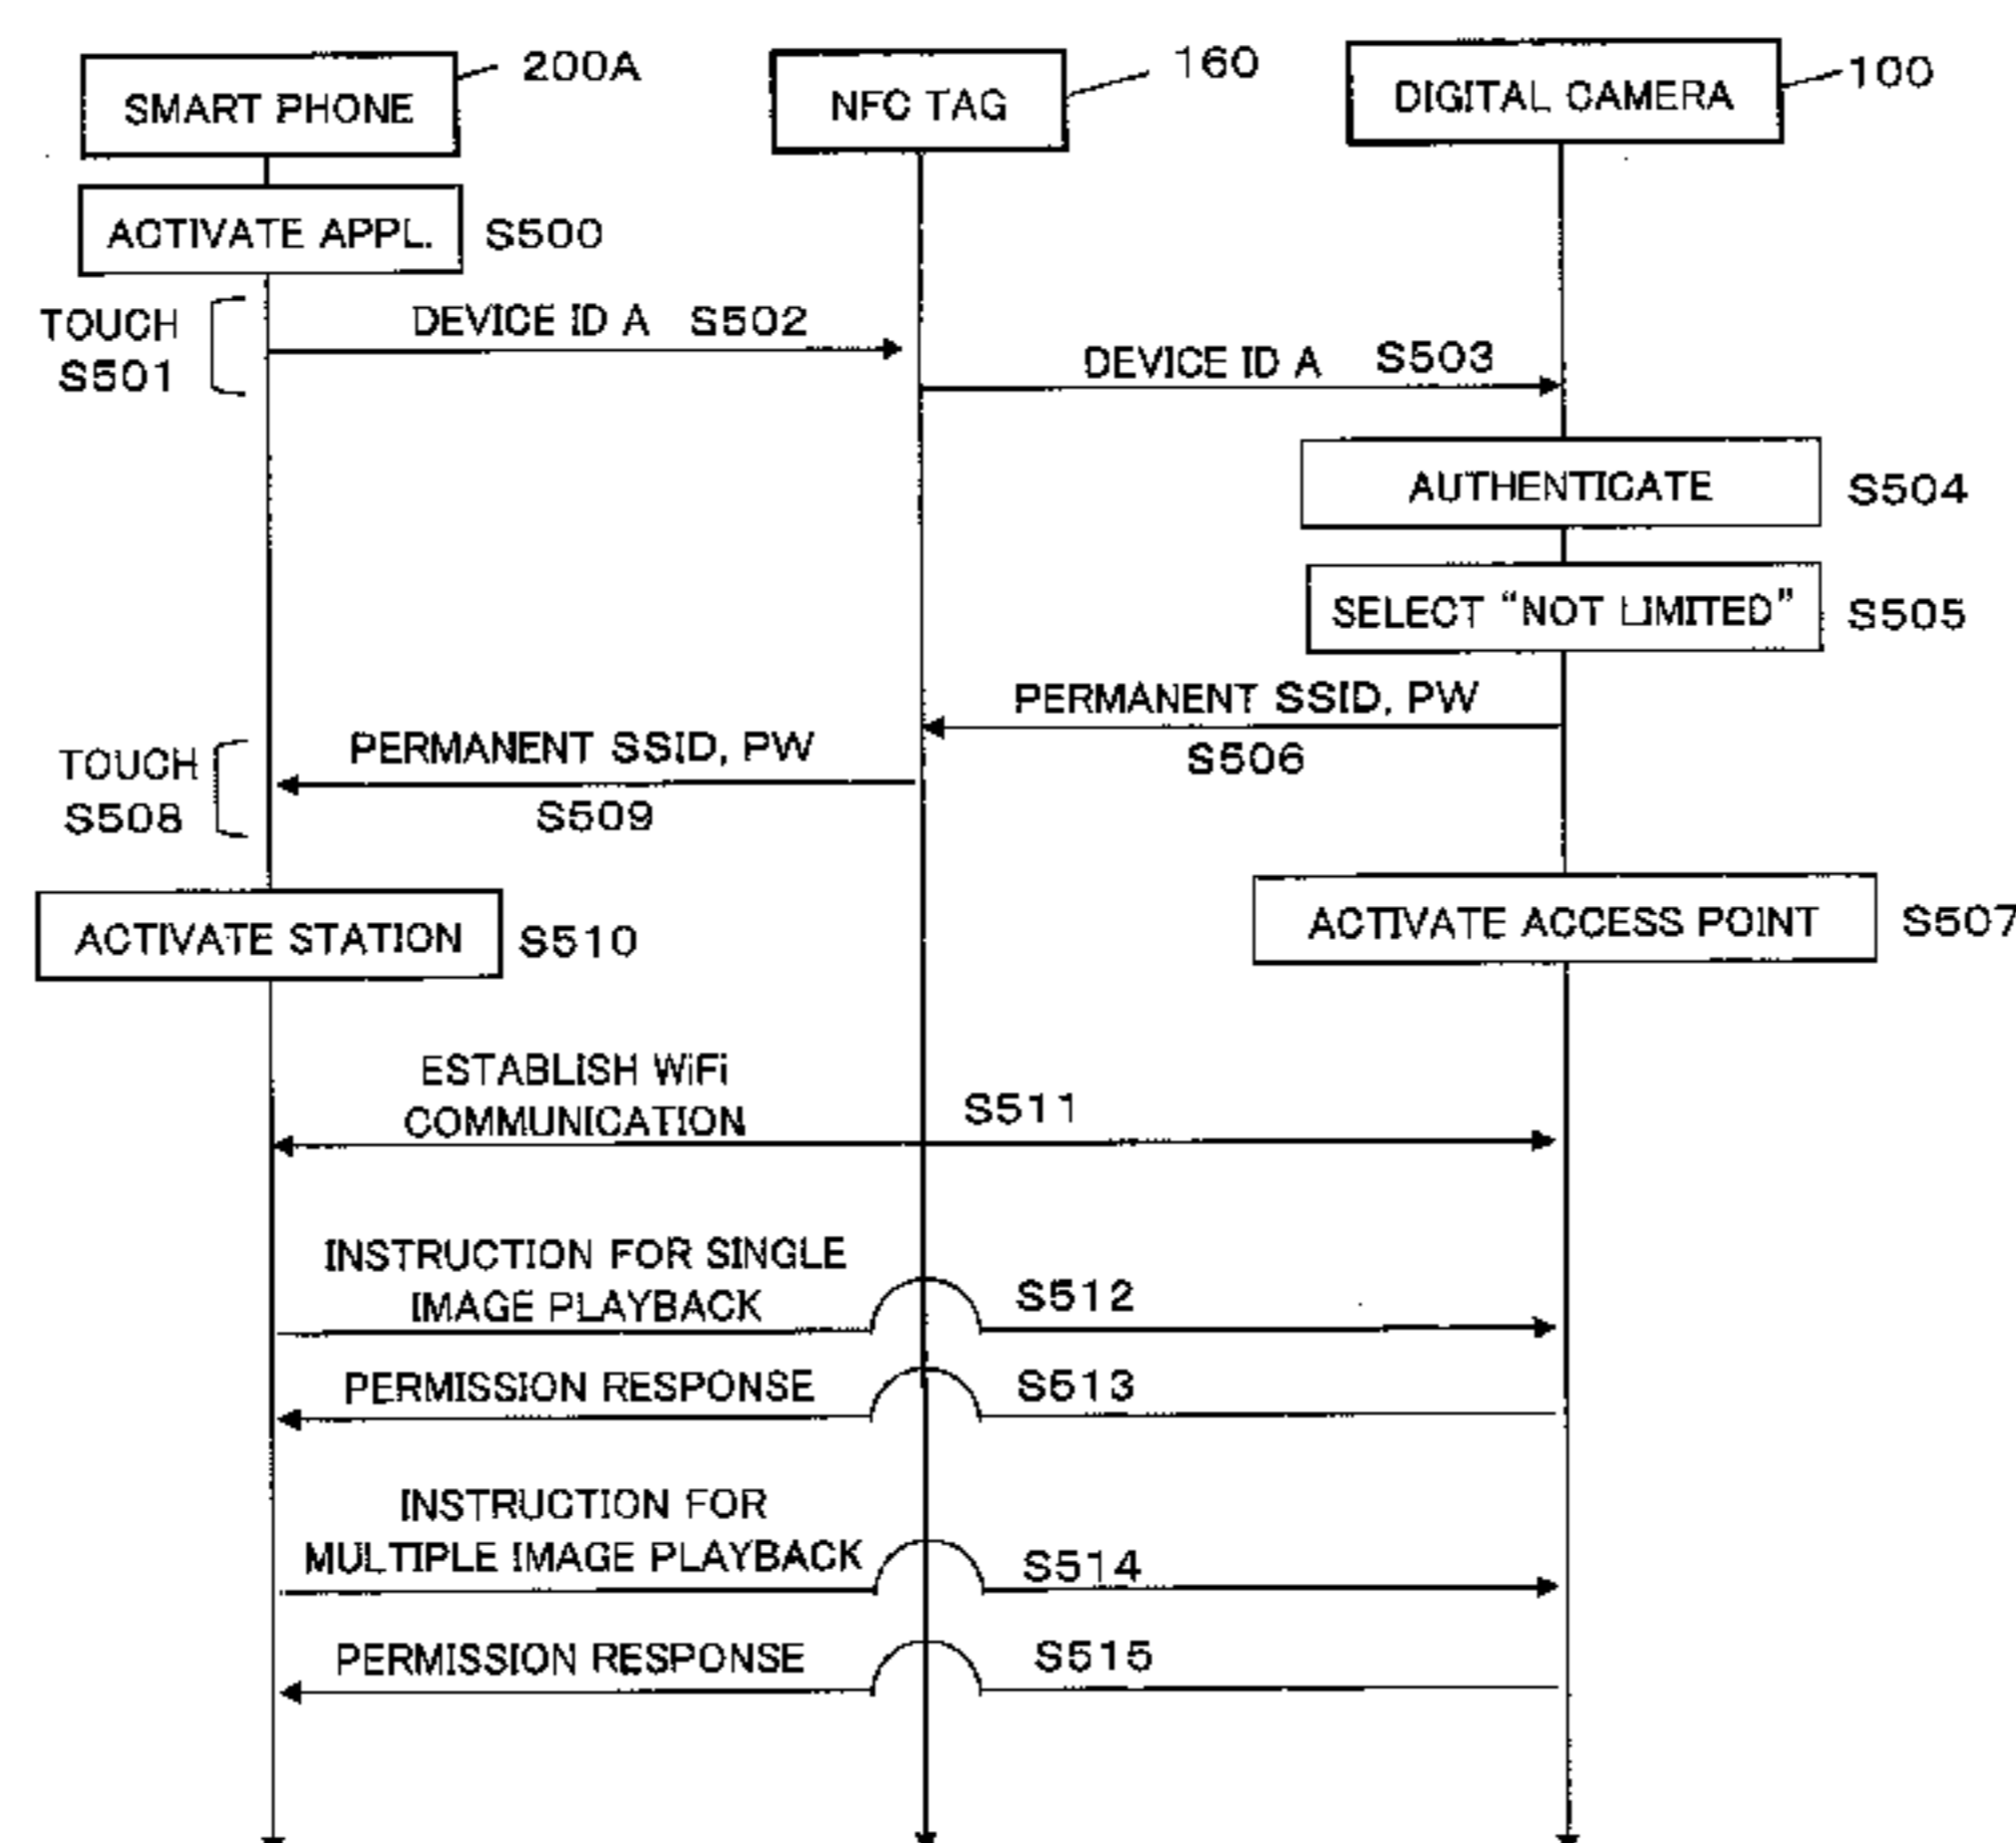 200A
160
100
SMART PHONE
NFC TAG
DIGITAL CAMERA
ACTIVATE APPL.
S500
TOUCH
S501
DEVICE ID A S502
DEVICE ID A S503
AUTHENTICATE
S504
SELECT "NOT LIMITED"
S505
PERMANENT SSID, PW
S506
TOUCH
S508
PERMANENT SSID, PW
S509
ACTIVATE STATION
S510
ACTIVATE ACCESS POINT
S507
ESTABLISH WiFi
COMMUNICATION
S511
INSTRUCTION FOR SINGLE
IMAGE PLAYBACK
S512
PERMISSION RESPONSE
S513
INSTRUCTION FOR
MULTIPLE IMAGE PLAYBACK
S514
PERMISSION RESPONSE
S515